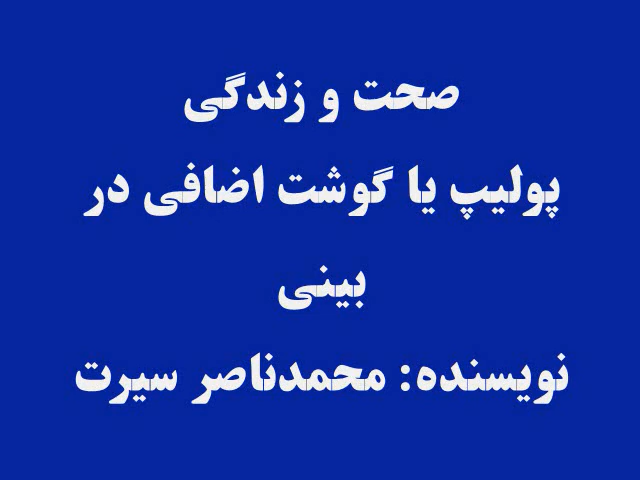 صحت و زندگی
پولیپ یا گوشت اضافی در
بینی
نویسنده: محمدناصر سیرت